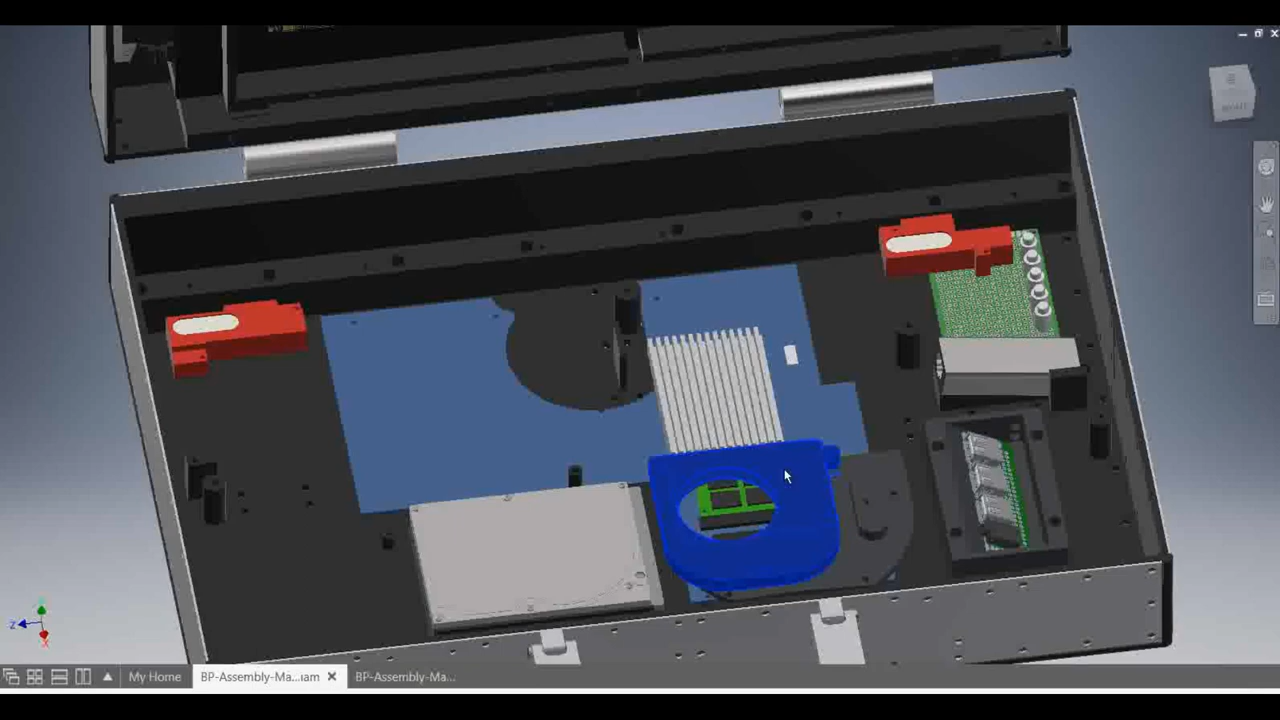 My Home
BP-Assembly-Ma...iam
BP-Assembly-Ma...
Z
X